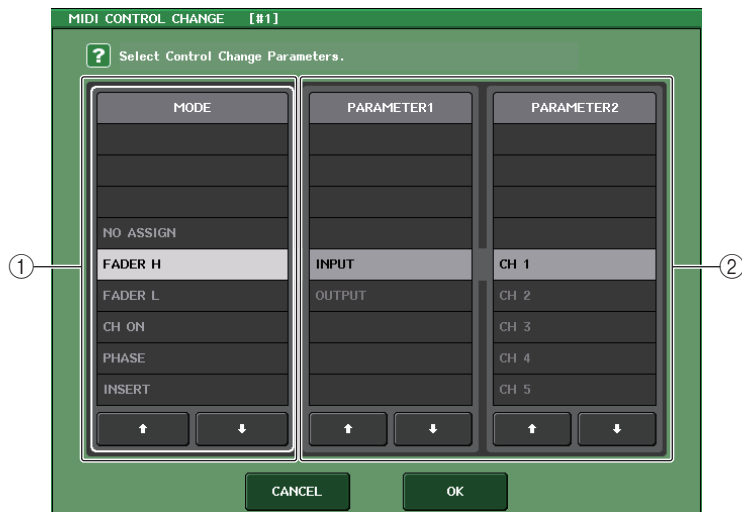 MIDI CONTROL CHANGE [#1]
? Select Control Change Parameters.
MODE
NO ASSIGN
FADER H
FADER L
CH ON
PHASE
INSERT
PARAMETER1
INPUT
OUTPUT
PARAMETER2
CH 1
CH 2
CH 3
CH 4
CH 5
①
②
CANCEL
OK